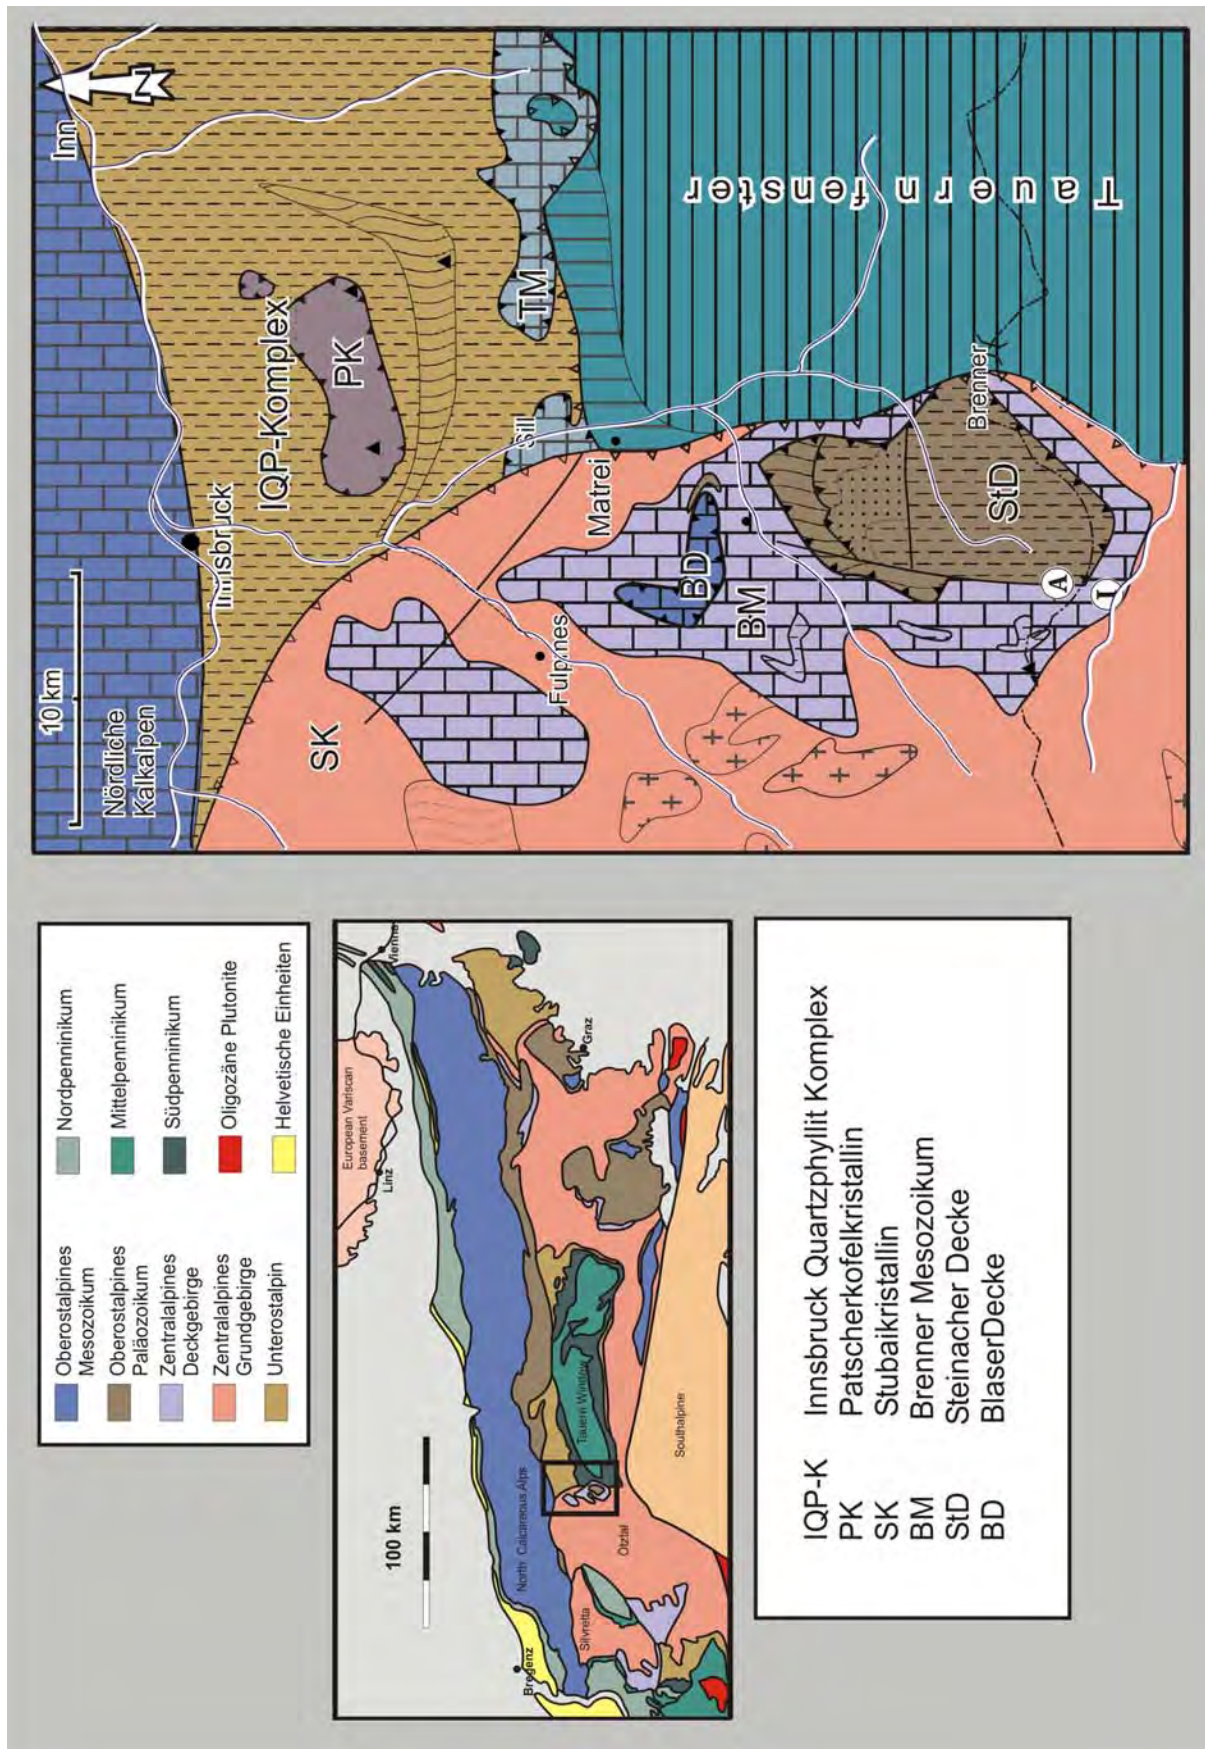 Oberostalpines
Mesozoikum
Oberostalpines
Paläozoikum
Zentralalpines
Deckgebirge
Zentralalpines
Grundgebirge
Unterostalpin
Nordpenninikum
Mittelpenninikum
Südpenninikum
Oligozäne Plutonite
Helvetische Einheiten
100 km
European Variscan
basement
Linz
Vienna
Bregenz
North Calcareous Alps
Silvretta
Ötztal
Tauern Window
Graz
Southalpine
IQP-K Innsbruck Quartzphyllit Komplex
PK Patscherkofelkristallin
SK Stubaikristallin
BM Brenner Mesozoikum
StD Steinacher Decke
BD BlaserDecke
10 km
Nördliche
Kalkalpen
Inn
N
Innsbruck
IQP-Komplex
PK
SK
Sill
TM
Fulpmes
Matrei
BD
BM
Tauernfenster
StD
Brenner
A
I